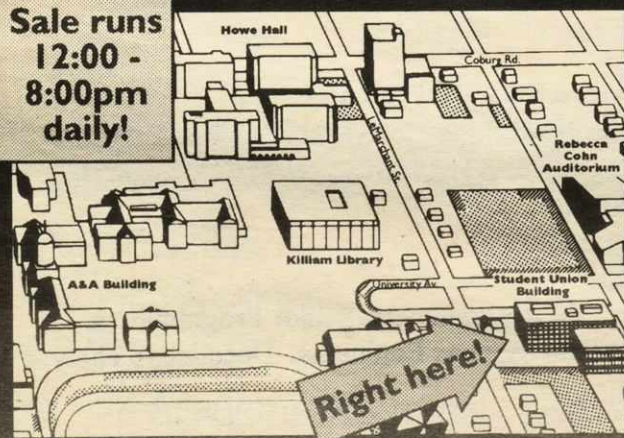 Sale runs
12:00 -
8:00pm
daily!
Howe Hall
Coburg Rd.
LeMarchant St.
Rebecca
Cohn
Auditorium
Killiam Library
A&A Building
University Av
Student Union
Building
Right here!